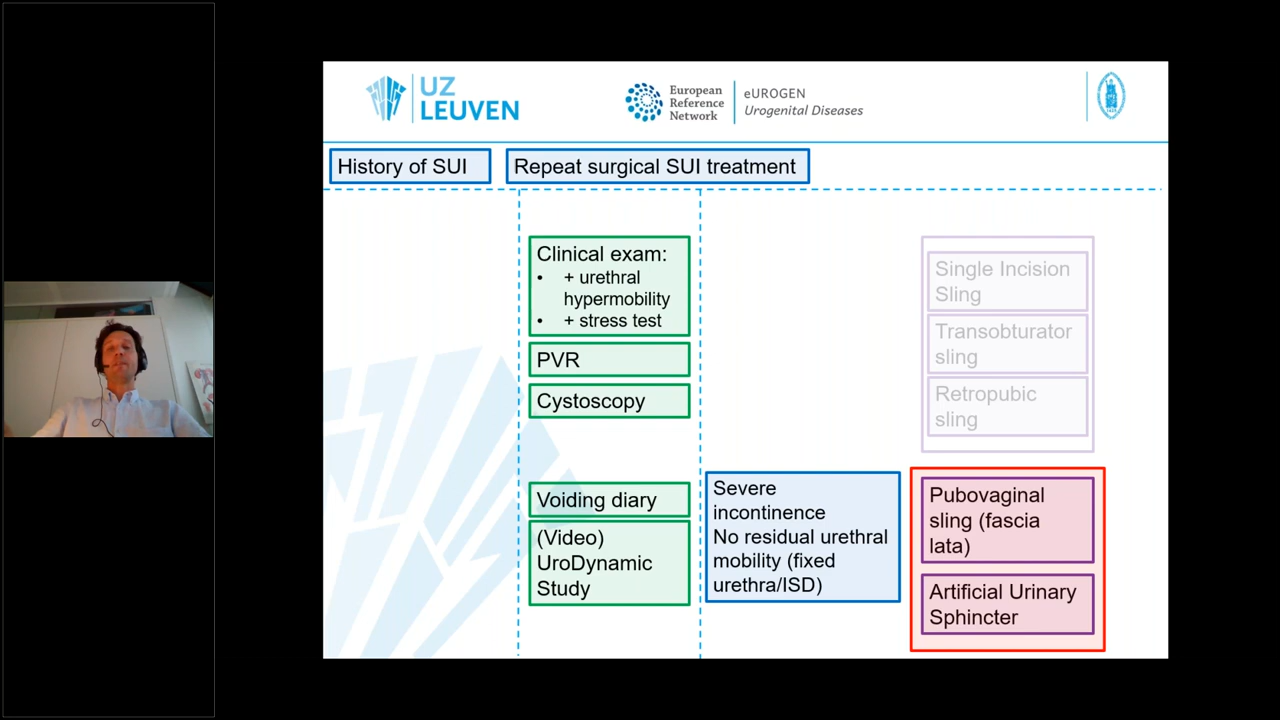 UZ
LEUVEN
European
Reference
Network
eUROGEN
Urogenital Diseases
History of SUI
Repeat surgical SUI treatment
Clinical exam:
• + urethral
hypermobility
• + stress test
PVR
Cystoscopy
Voiding diary
(Video)
UroDynamic
Study
Severe
incontinence
No residual urethral
mobility (fixed
urethra/ISD)
Single Incision
Sling
Transobturator
sling
Retropubic
sling
Pubovaginal
sling (fascia
lata)
Artificial Urinary
Sphincter